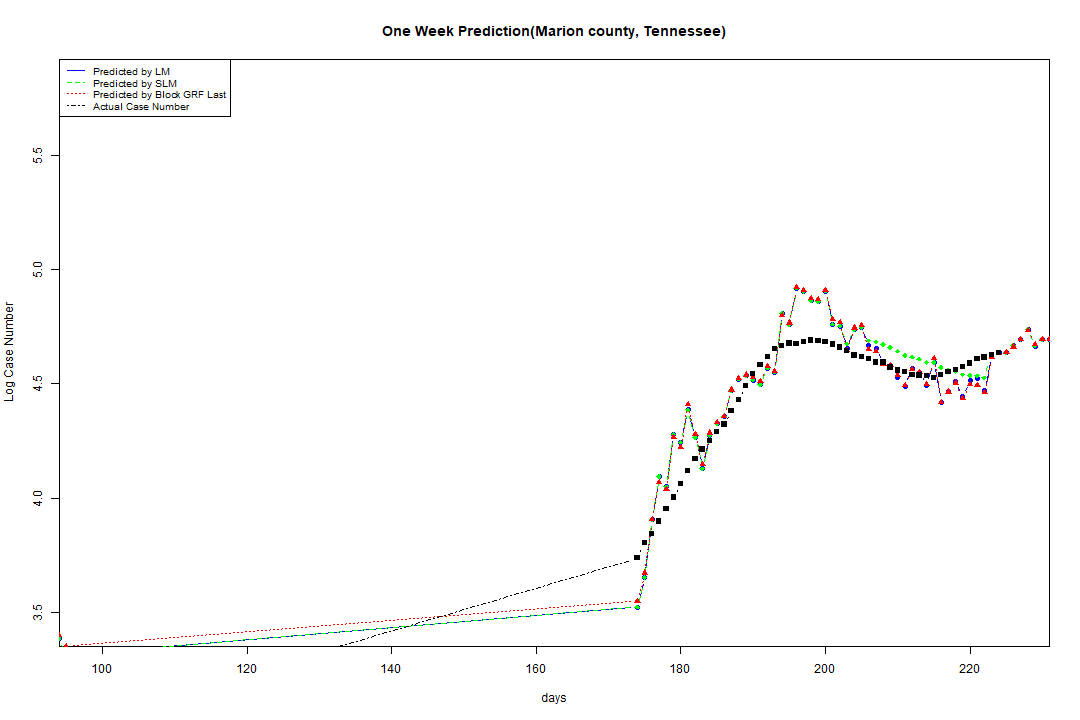 One Week Prediction(Marion county, Tennessee)
Predicted by LM
Predicted by SLM
Predicted by Block GRF Last
Actual Case Number
5.5
5.0
4.5
4.0
3.5
Log Case Number
100 120 140 160 180 200 220
days